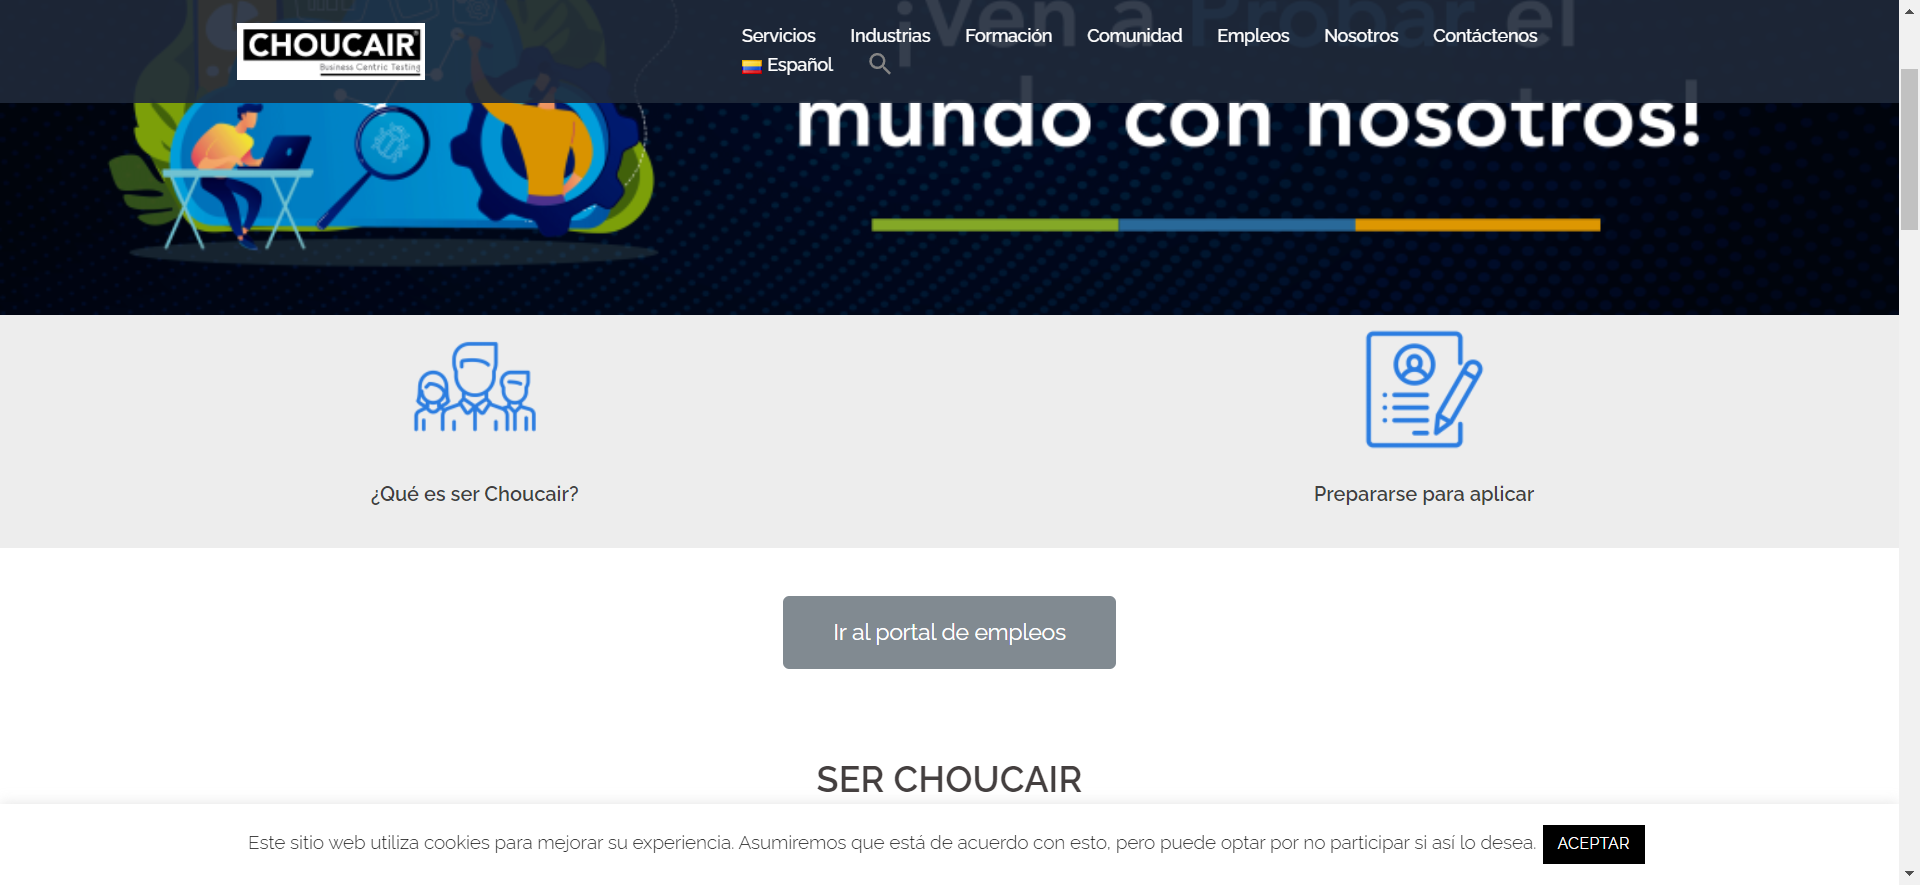 CHOUCAIR
Business Centric Testing
Servicios Industrias Formación Comunidad Empleos Nosotros Contáctenos
Español
¡Ven a Probar el
mundo con nosotros!
¿Qué es ser Choucair?
Prepararse para aplicar
Ir al portal de empleos
SER CHOUCAIR
Este sitio web utiliza cookies para mejorar su experiencia. Asumiremos que está de acuerdo con esto, pero puede optar por no participar si así lo desea. ACEPTAR